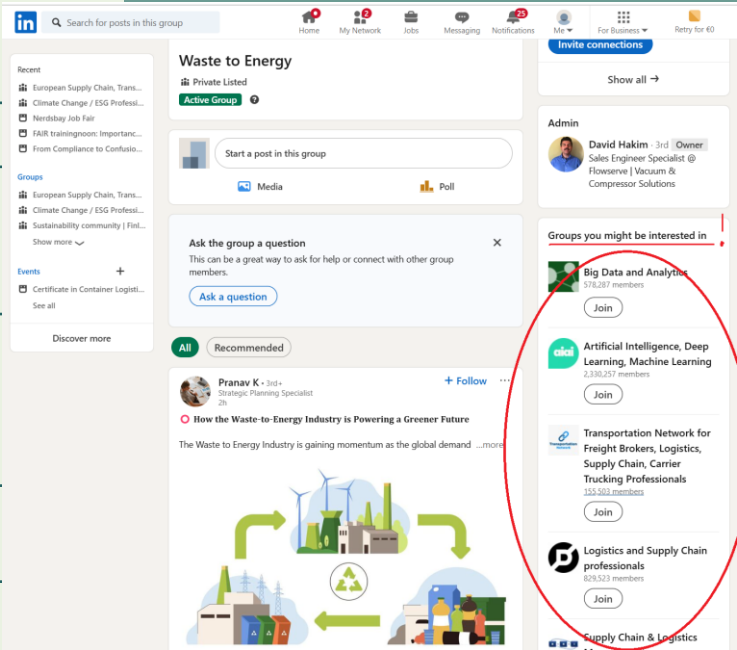 in
Search for posts in this group
Home
2
My Network
Jobs
Messaging
25
Notifications
Me
For Business
Retry for €0
Recent
European Supply Chain, Trans...
Climate Change / ESG Professi...
Nerdsbay Job Fair
FAIR trainingnoon: Importanc...
From Compliance to Confusio...
Groups
European Supply Chain, Trans...
Climate Change / ESG Professi...
Sustainability community | Finl...
Show more
Events +
Certificate in Container Logisti...
See all
Discover more
Waste to Energy
Private Listed
Active Group ?
Start a post in this group
Media
Poll
Ask the group a question
This can be a great way to ask for help or connect with other group
members.
Ask a question
All
Recommended
Pranav K • 3rd+
Strategic Planning Specialist
2h
+ Follow ...
How the Waste-to-Energy Industry is Powering a Greener Future
The Waste to Energy Industry is gaining momentum as the global demand ...more
Invite connections
Show all →
Admin
David Hakim · 3rd Owner
Sales Engineer Specialist @
Flowserve | Vacuum &
Compressor Solutions
Groups you might be interested in
!
Big Data and Analytics
578,287 members
Join
aiai
Artificial Intelligence, Deep
Learning, Machine Learning
2,330,257 members
Join
Transportation Network for
Freight Brokers, Logistics,
Supply Chain, Carrier
Trucking Professionals
155,503 members
Join
Logistics and Supply Chain
professionals
829,523 members
Join
Supply Chain & Logistics